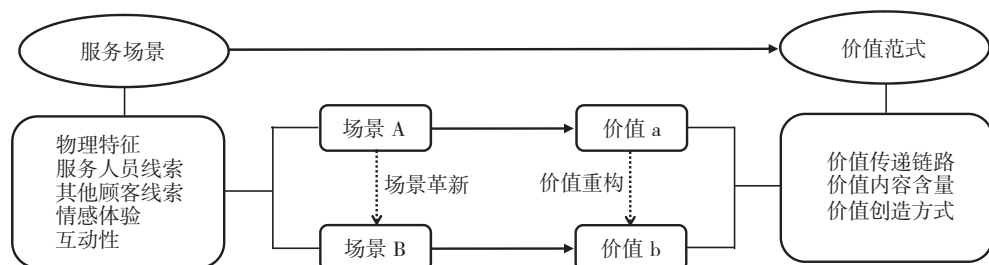 服务场景
价值范式
物理特征
服务人员线索
其他顾客线索
情感体验
互动性
场景 A
价值 a
场景革新
价值重构
场景 B
价值 b
价值传递链路
价值内容含量
价值创造方式